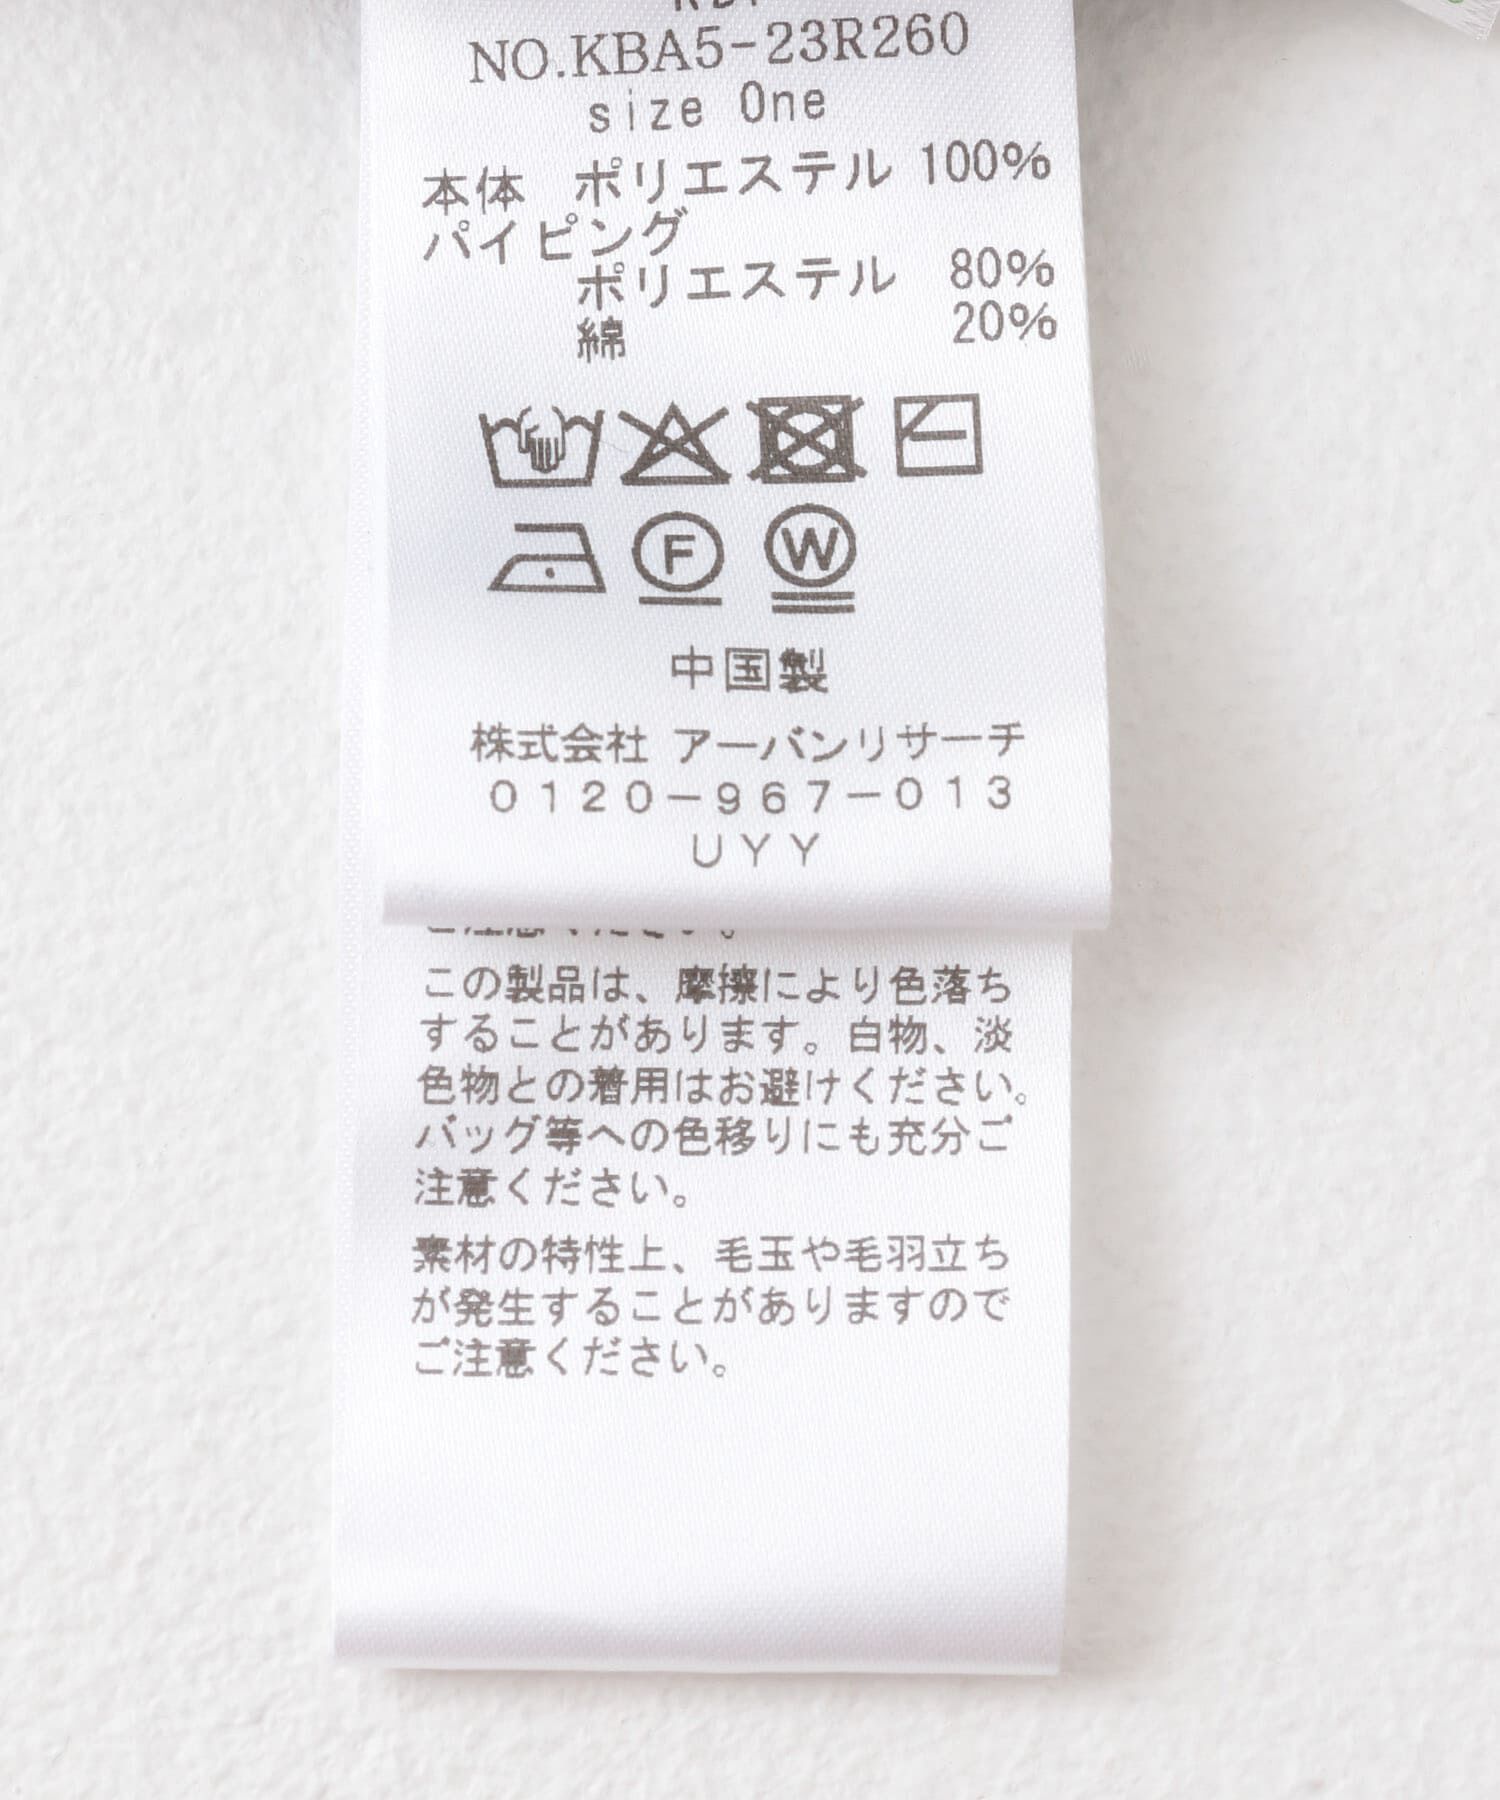 NO.KBA5-23R260
size One
本体 ポリエステル 100%
パイピング
ポリエステル 80%
綿 20%
F W
中国製
株式会社 アーバンリサーチ
0120-967-013
UYY
ご注意ください。
この製品は、摩擦により色落ち
することがあります。白物、淡
色物との着用はお避けください。
バッグ等への色移りにも充分ご
注意ください。
素材の特性上、毛玉や毛羽立ち
が発生することがありますので
ご注意ください。